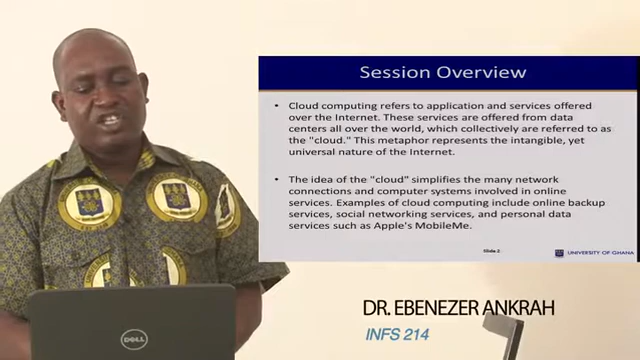 Session Overview
• Cloud computing refers to application and services offered
over the Internet. These services are offered from data
centers all over the world, which collectively are referred to as
the "cloud." This metaphor represents the intangible, yet
universal nature of the Internet.
• The idea of the "cloud" simplifies the many network
connections and computer systems involved in online
services. Examples of cloud computing include online backup
services, social networking services, and personal data
services such as Apple's MobileMe.
Slide 2
UNIVERSITY OF GHANA
DR. EBENEZER ANKRAH
INFS 214
DELL